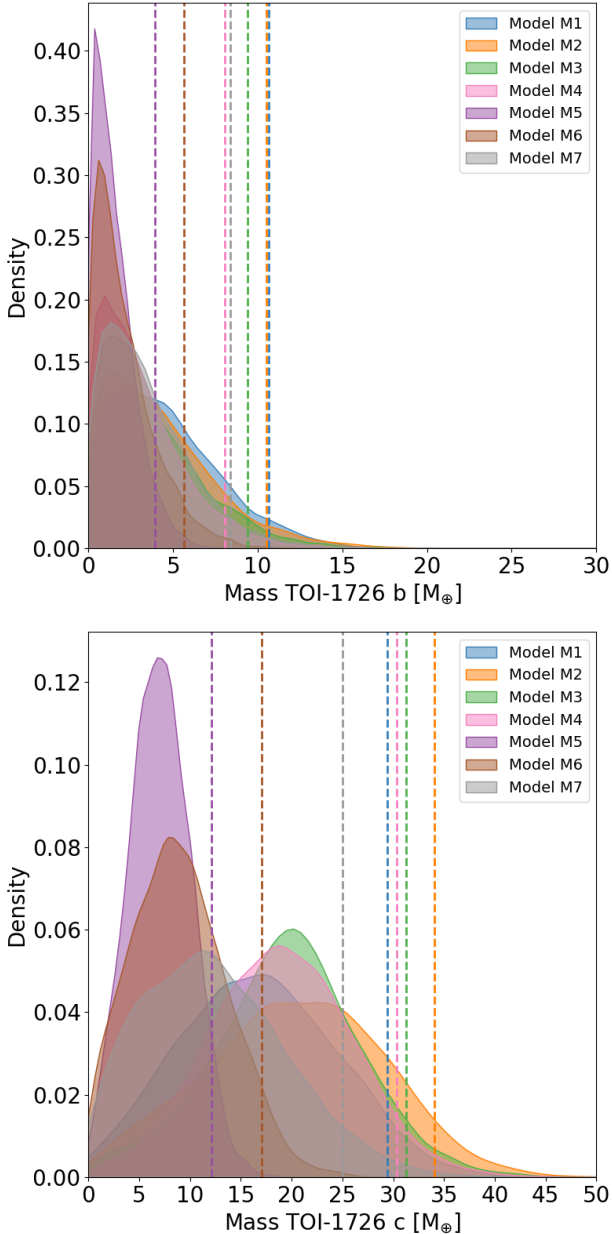 0.40
0.35
0.30
0.25
0.20
0.15
0.10
0.05
0.00
Density
Model M1
Model M2
Model M3
Model M4
Model M5
Model M6
Model M7
0 5 10 15 20 25 30
Mass TOI-1726 b [M⊕]
0.12
0.10
0.08
0.06
0.04
0.02
0.00
Density
Model M1
Model M2
Model M3
Model M4
Model M5
Model M6
Model M7
0 5 10 15 20 25 30 35 40 45 50
Mass TOI-1726 c [M⊕]